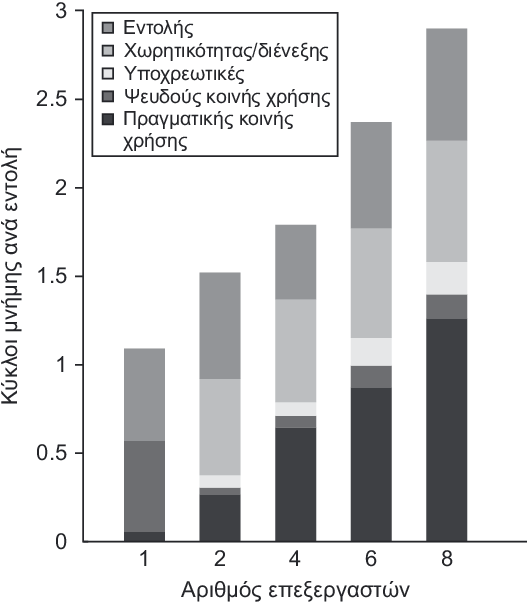 3
2.5
2
1.5
1
0.5
0
Κύκλοι μνήμης ανά εντολή
Εντολής
Χωρητικότητας/διένεξης
Υποχρεωτικές
Ψευδούς κοινής χρήσης
Πραγματικής κοινής
χρήσης
1 2 4 6 8
Αριθμός επεξεργαστών